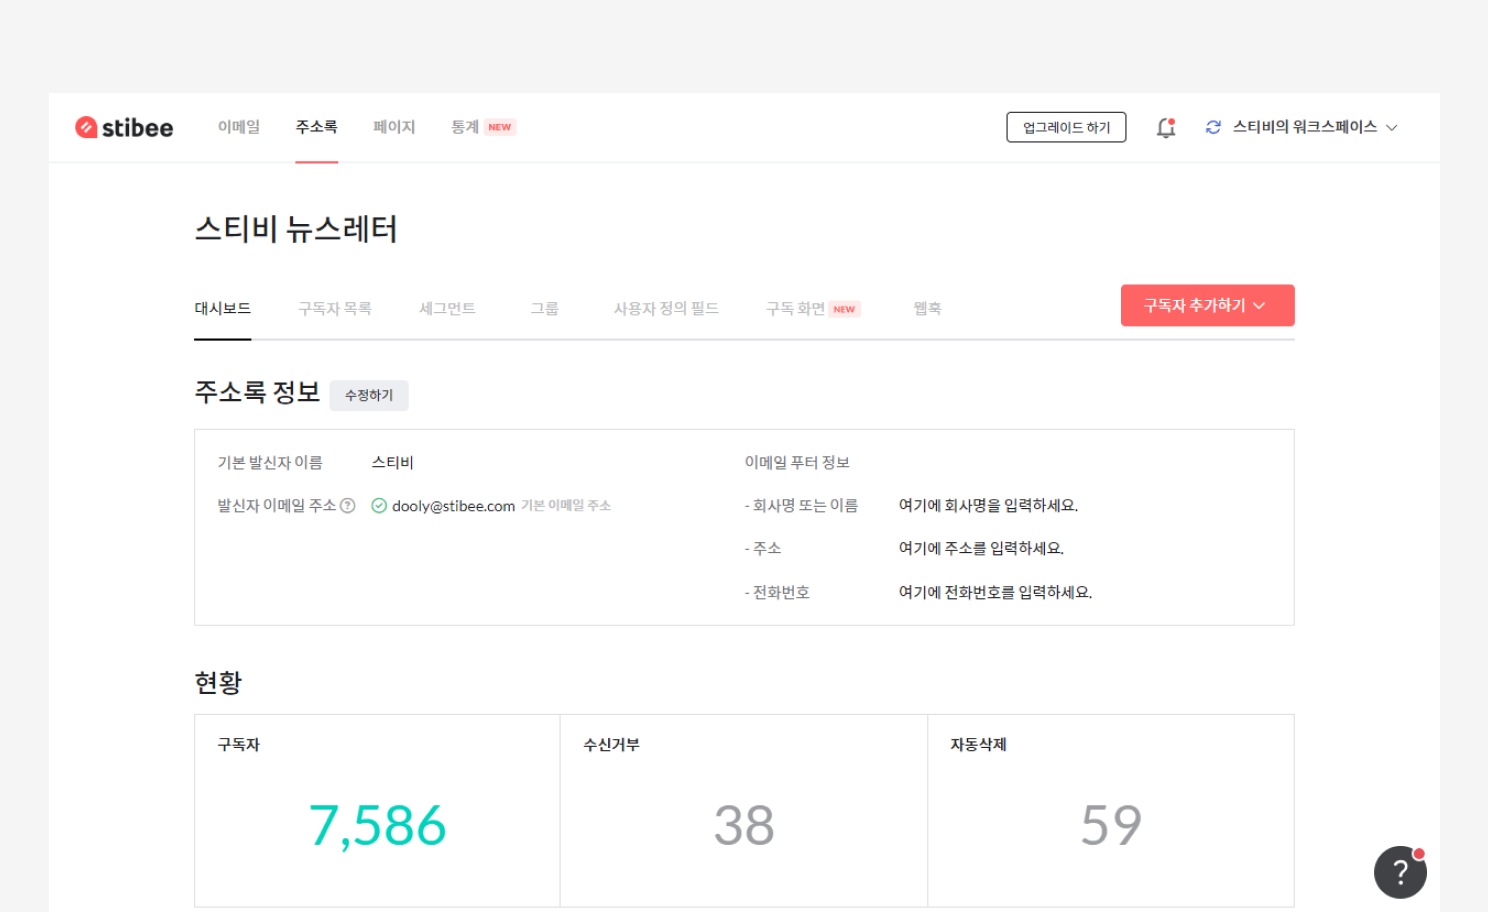 stibee 이메일 주소록 페이지 통계 NEW 업그레이드 하기 스티비의 워크스페이스
스티비 뉴스레터
대시보드 구독자 목록 세그먼트 그룹 사용자 정의 필드 구독 화면 NEW 웹훅 구독자 추가하기
주소록 정보 수정하기
기본 발신자 이름 스티비 이메일 푸터 정보
발신자 이메일 주소 ? dooly@stibee.com 기본 이메일 주소 - 회사명 또는 이름 여기에 회사명을 입력하세요.
- 주소 여기에 주소를 입력하세요.
- 전화번호 여기에 전화번호를 입력하세요.
현황
구독자 수신거부 자동삭제
7,586 38 59
?